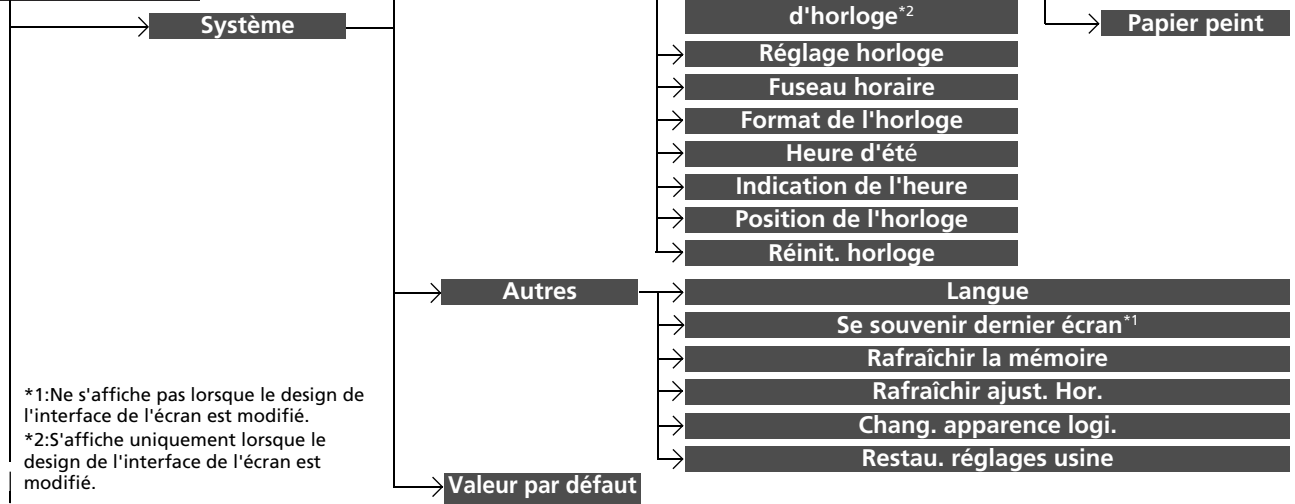 Système
d'horloge*2
Papier peint
Réglage horloge
Fuseau horaire
Format de l'horloge
Heure d'été
Indication de l'heure
Position de l'horloge
Réinit. horloge
Autres
Langue
Se souvenir dernier écran*1
Rafraîchir la mémoire
Rafraîchir ajust. Hor.
Chang. apparence logi.
Restau. réglages usine
*1:Ne s'affiche pas lorsque le design de
l'interface de l'écran est modifié.
*2:S'affiche uniquement lorsque le
design de l'interface de l'écran est
modifié.
Valeur par défaut